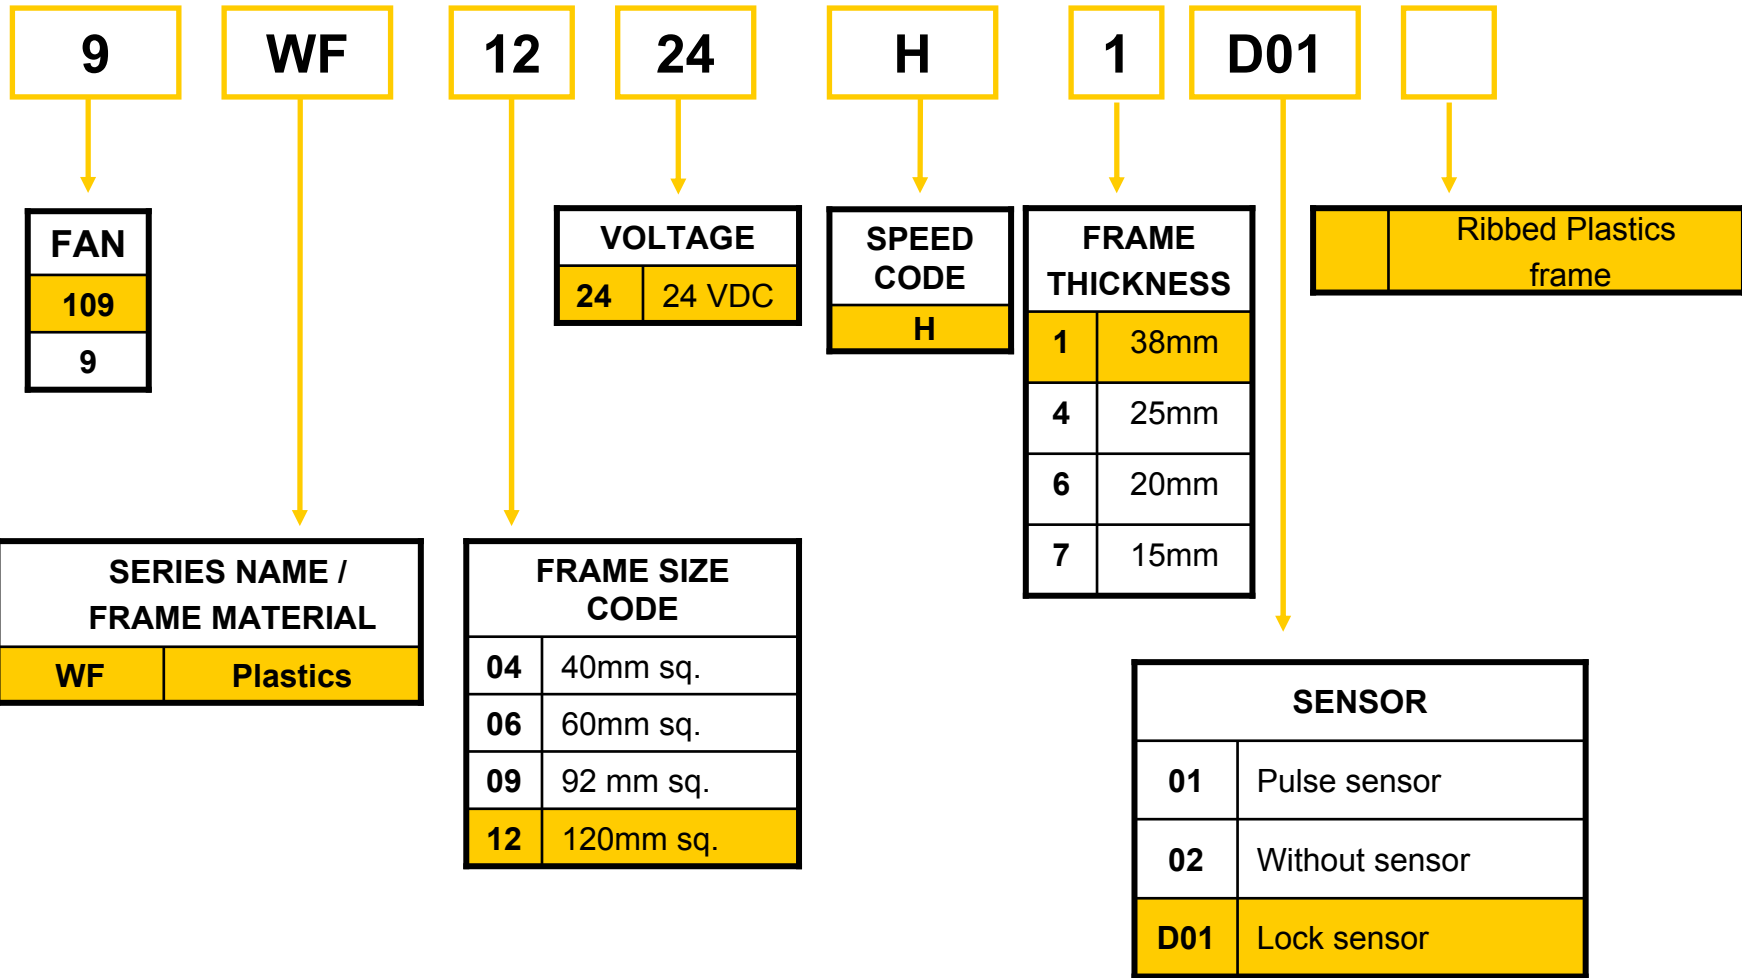 9 WF 12 24 H 1 D01
FAN
109
9
VOLTAGE
24 24 VDC
SPEED
CODE
H
FRAME
THICKNESS
1 38mm
4 25mm
6 20mm
7 15mm
Ribbed Plastics
frame
SERIES NAME /
FRAME MATERIAL
WF Plastics
FRAME SIZE
CODE
04 40mm sq.
06 60mm sq.
09 92 mm sq.
12 120mm sq.
SENSOR
01 Pulse sensor
02 Without sensor
D01 Lock sensor